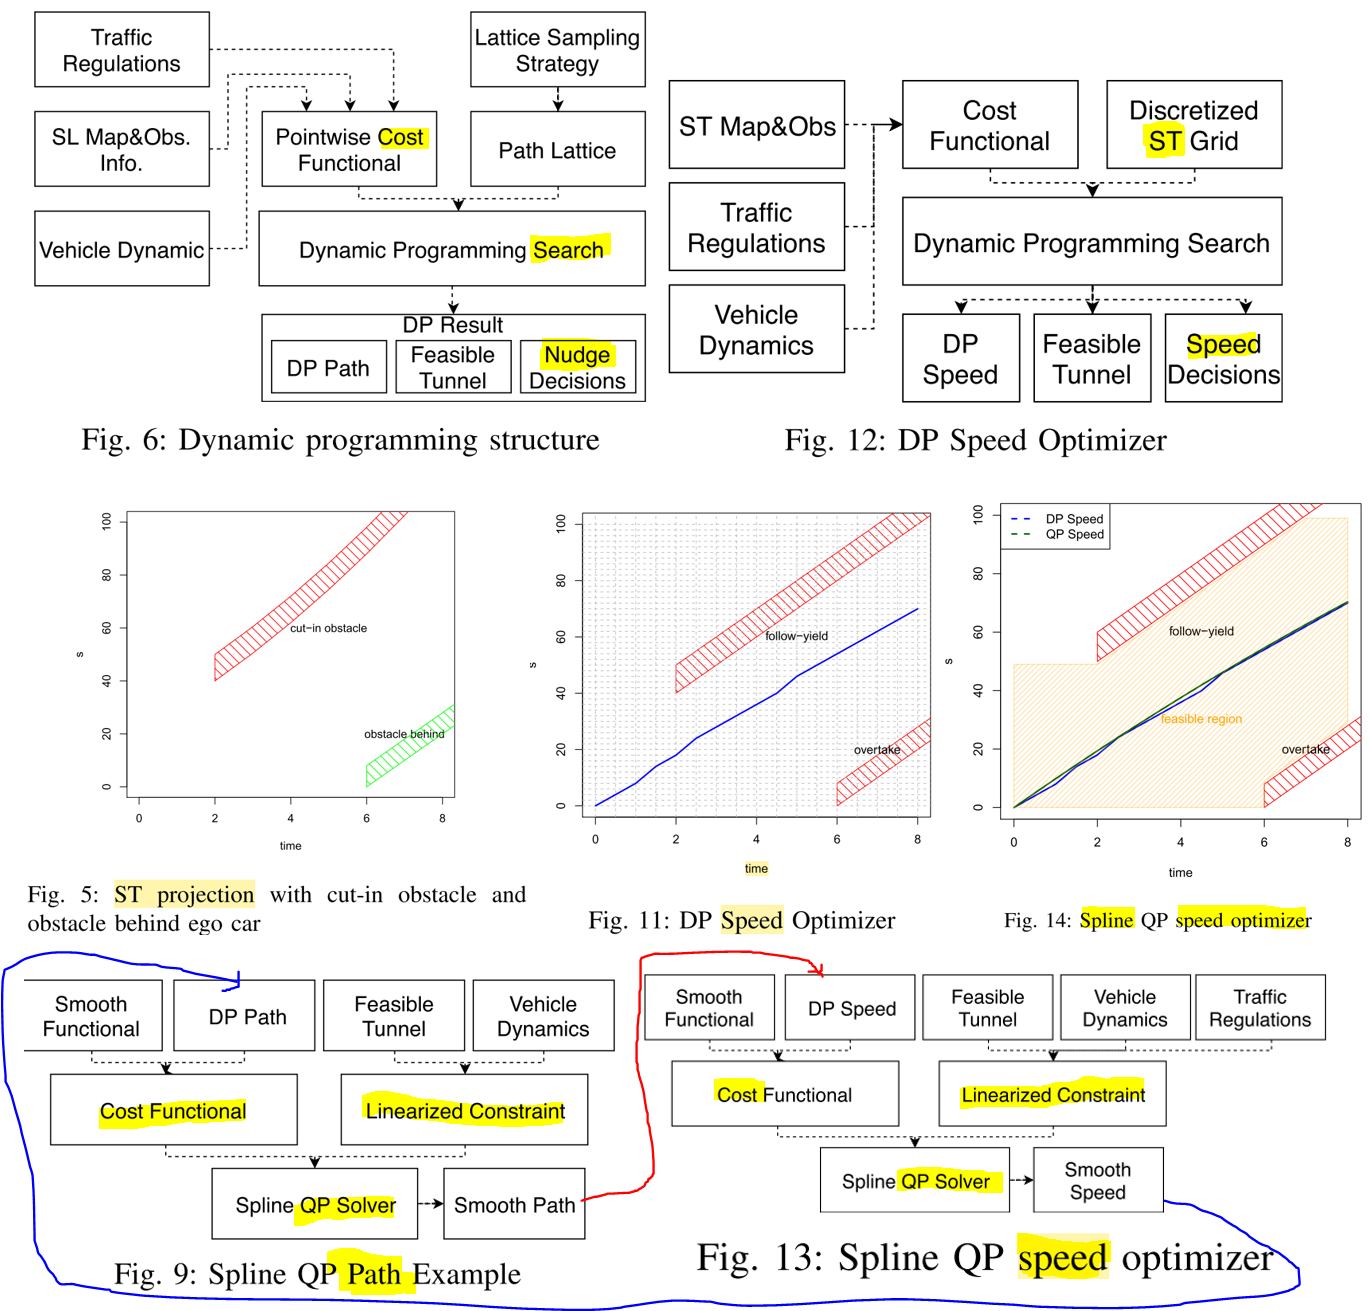 Traffic
Regulations
SL Map&Obs.
Info.
Vehicle Dynamic
Lattice Sampling
Strategy
Pointwise Cost
Functional
Path Lattice
Dynamic Programming Search
DP Result
DP Path
Feasible
Tunnel
Nudge
Decisions
Fig. 6: Dynamic programming structure
ST Map&Obs
Traffic
Regulations
Vehicle
Dynamics
Cost
Functional
Discretized
ST Grid
Dynamic Programming Search
DP
Speed
Feasible
Tunnel
Speed
Decisions
Fig. 12: DP Speed Optimizer
100
80
60
40
20
0
s
cut-in obstacle
obstacle behind
0 2 4 6 8
time
Fig. 5: ST projection with cut-in obstacle and
obstacle behind ego car
100
80
60
40
20
0
s
follow-yield
overtake
0 2 4 6 8
time
Fig. 11: DP Speed Optimizer
100
80
60
40
20
0
s
DP Speed
QP Speed
follow-yield
feasible region
overtake
0 2 4 6 8
time
Fig. 14: Spline QP speed optimizer
Smooth
Functional
DP Path
Feasible
Tunnel
Vehicle
Dynamics
Cost Functional
Linearized Constraint
Spline QP Solver
Smooth Path
Fig. 9: Spline QP Path Example
Smooth
Functional
DP Speed
Feasible
Tunnel
Vehicle
Dynamics
Traffic
Regulations
Cost Functional
Linearized Constraint
Spline QP Solver
Smooth
Speed
Fig. 13: Spline QP speed optimizer